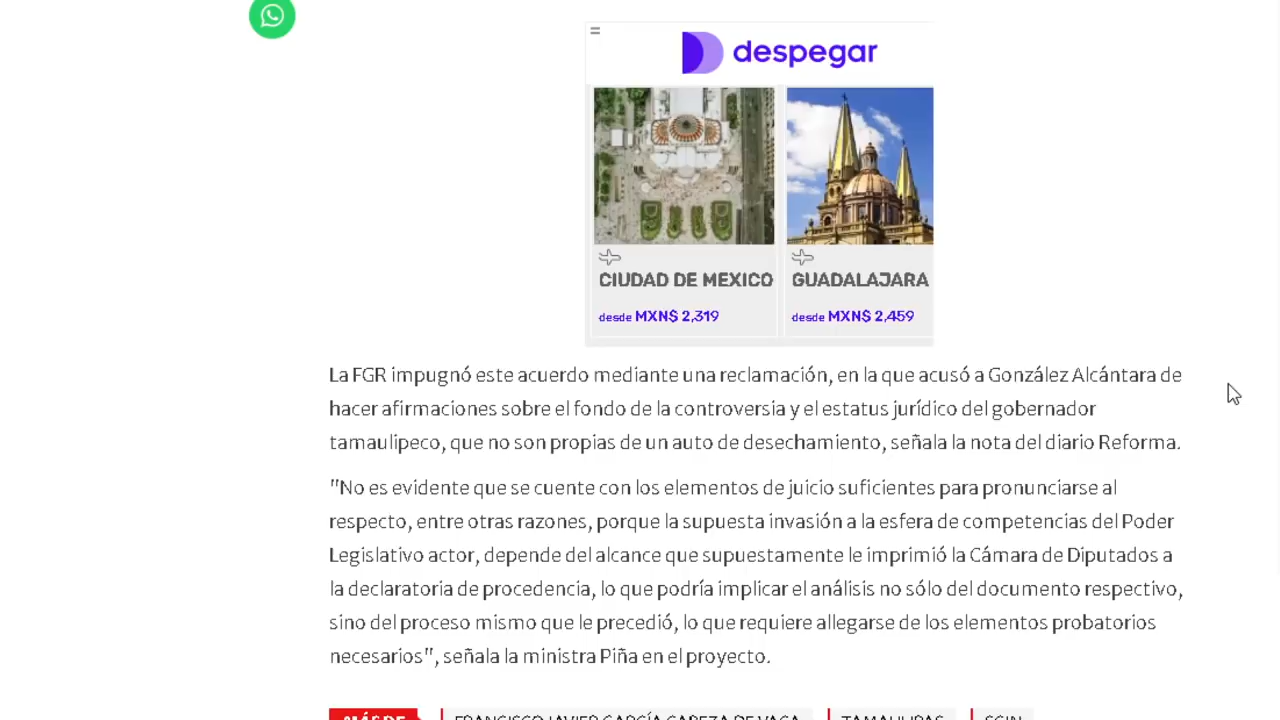 despegar
CIUDAD DE MEXICO
desde MXN$ 2,319
GUADALAJARA
desde MXN$ 2,459
La FGR impugnó este acuerdo mediante una reclamación, en la que acusó a González Alcántara de
hacer afirmaciones sobre el fondo de la controversia y el estatus jurídico del gobernador
tamaulipeco, que no son propias de un auto de desechamiento, señala la nota del diario Reforma.
"No es evidente que se cuente con los elementos de juicio suficientes para pronunciarse al
respecto, entre otras razones, porque la supuesta invasión a la esfera de competencias del Poder
Legislativo actor, depende del alcance que supuestamente le imprimió la Cámara de Diputados a
la declaratoria de procedencia, lo que podría implicar el análisis no sólo del documento respectivo,
sino del proceso mismo que le precedió, lo que requiere allegarse de los elementos probatorios
necesarios", señala la ministra Piña en el proyecto.
MÁS DE FRANCISCO JAVIER GARCÍA CABEZA DE VACA TAMAULIPAS SCJN